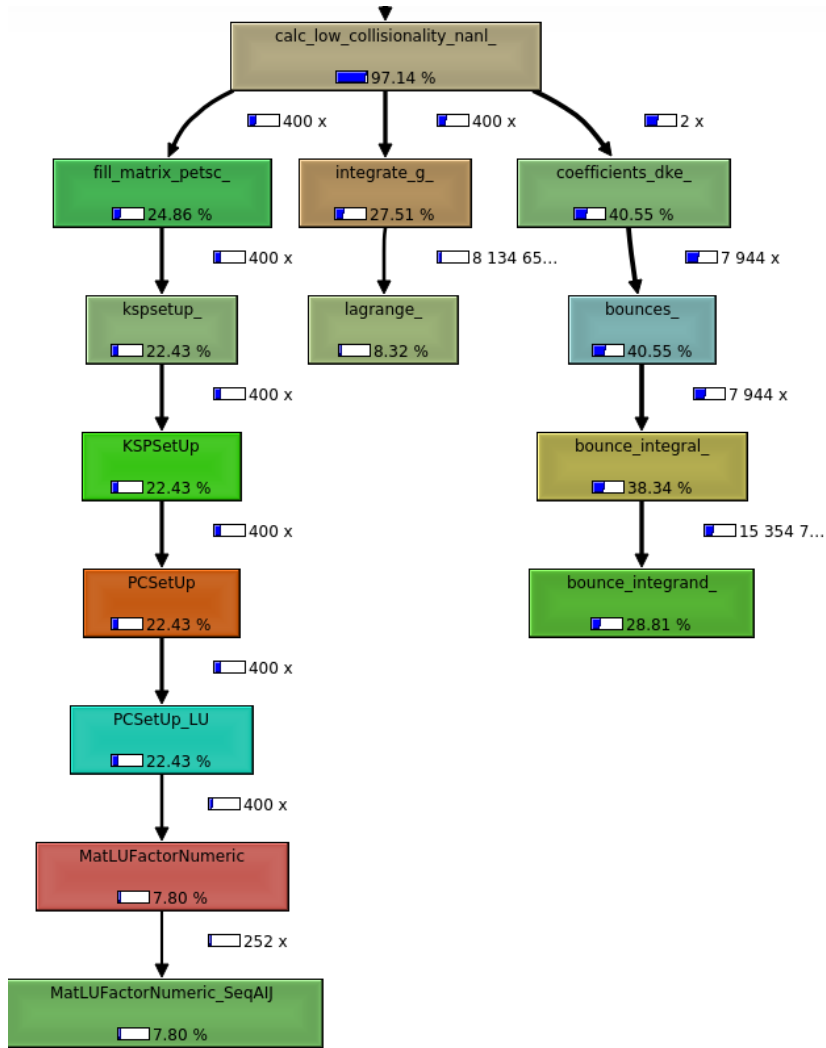 calc_low_collisionality_nanl_
97.14 %
400 x
400 x
2 x
fill_matrix_petsc_
24.86 %
integrate_g_
27.51 %
coefficients_dke_
40.55 %
400 x
8 134 65...
7 944 x
kspsetup_
22.43 %
lagrange_
8.32 %
bounces_
40.55 %
400 x
7 944 x
KSPSetUp
22.43 %
bounce_integral_
38.34 %
400 x
15 354 7...
PCSetUp
22.43 %
bounce_integrand_
28.81 %
400 x
PCSetUp_LU
22.43 %
400 x
MatLUFactorNumeric
7.80 %
252 x
MatLUFactorNumeric_SeqAIJ
7.80 %